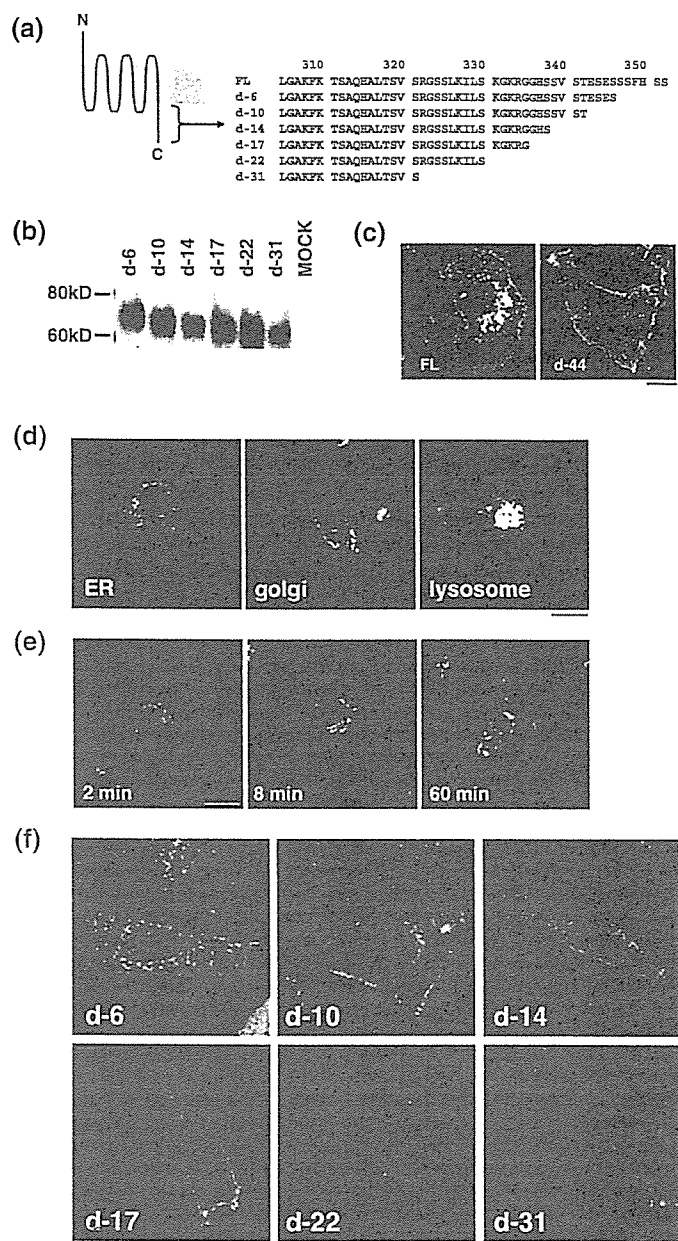 (a)
N
C
310 320 330 340 350
FL LGAKFK TSAQHALTSV SRGSSLKILS KGKRGGHSSV STESESSSFH SS
d-6 LGAKFK TSAQHALTSV SRGSSLKILS KGKRGGHSSV STESES
d-10 LGAKFK TSAQHALTSV SRGSSLKILS KGKRGGHSSV ST
d-14 LGAKFK TSAQHALTSV SRGSSLKILS KGKRGGHS
d-17 LGAKFK TSAQHALTSV SRGSSLKILS KGKRG
d-22 LGAKFK TSAQHALTSV SRGSSLKILS
d-31 LGAKFK TSAQHALTSV S
(b)
d-6 d-10 d-14 d-17 d-22 d-31 MOCK
80kD
60kD
(c)
FL d-44
(d)
ER golgi lysosome
(e)
2 min 8 min 60 min
(f)
d-6 d-10 d-14
d-17 d-22 d-31